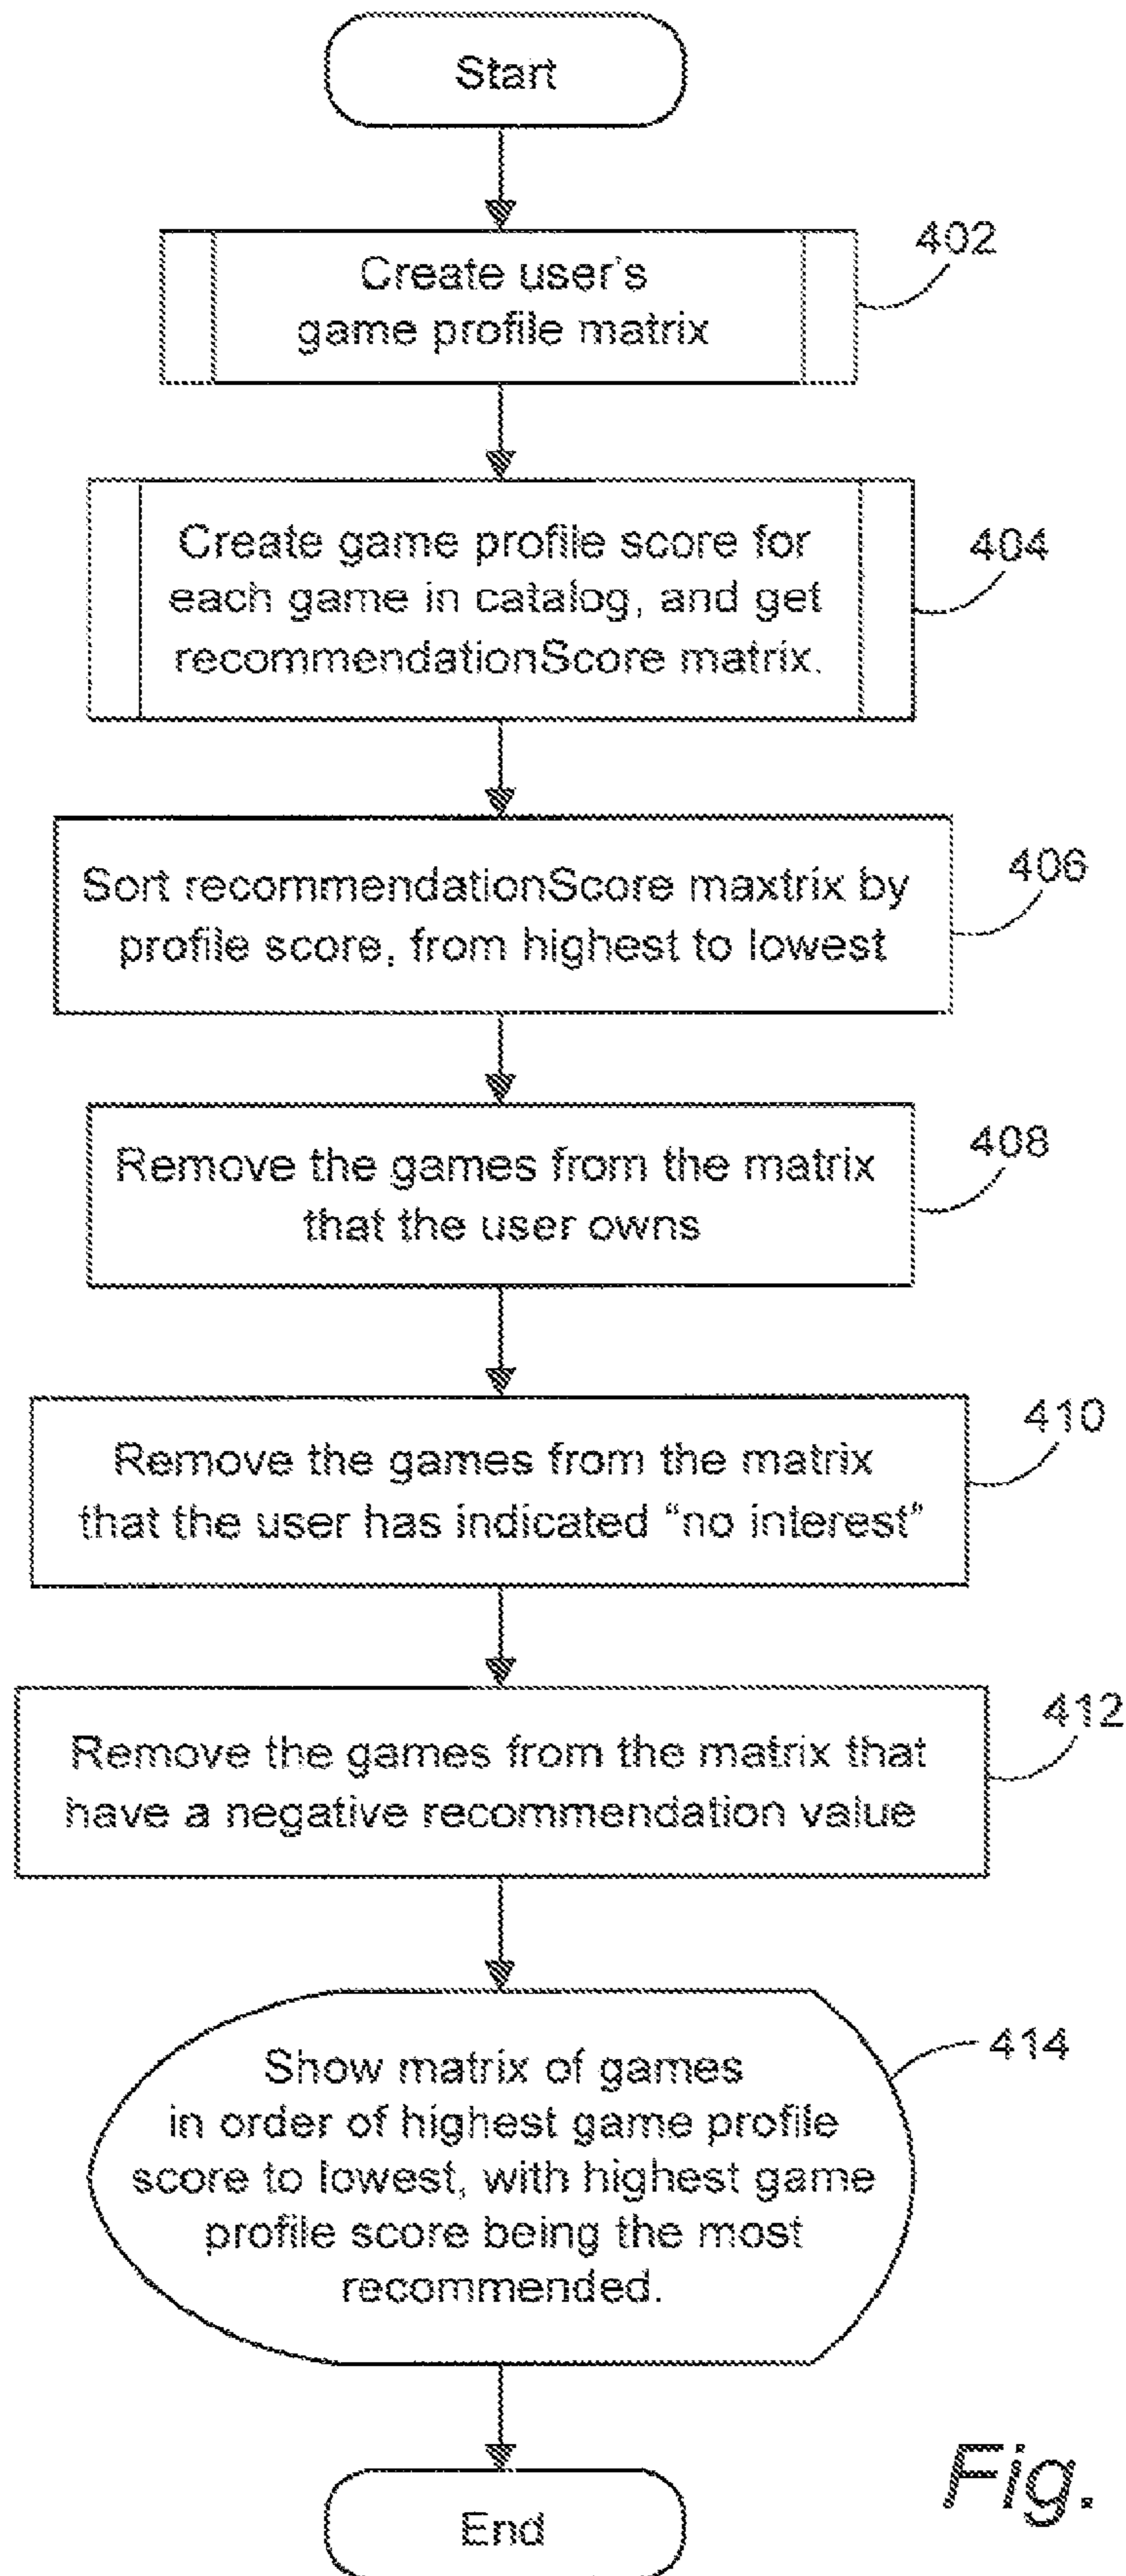 Start
Create user's
game profile matrix
402
Create game profile score for
each game in catalog, and get
recommendationScore matrix.
404
Sort recommendationScore maxtrix by
profile score, from highest to lowest
406
Remove the games from the matrix
that the user owns
408
Remove the games from the matrix
that the user has indicated “no interest”
410
Remove the games from the matrix that
have a negative recommendation value
412
Show matrix of games
in order of highest game profile
score to lowest, with highest game
profile score being the most
recommended.
414
End
Fig.